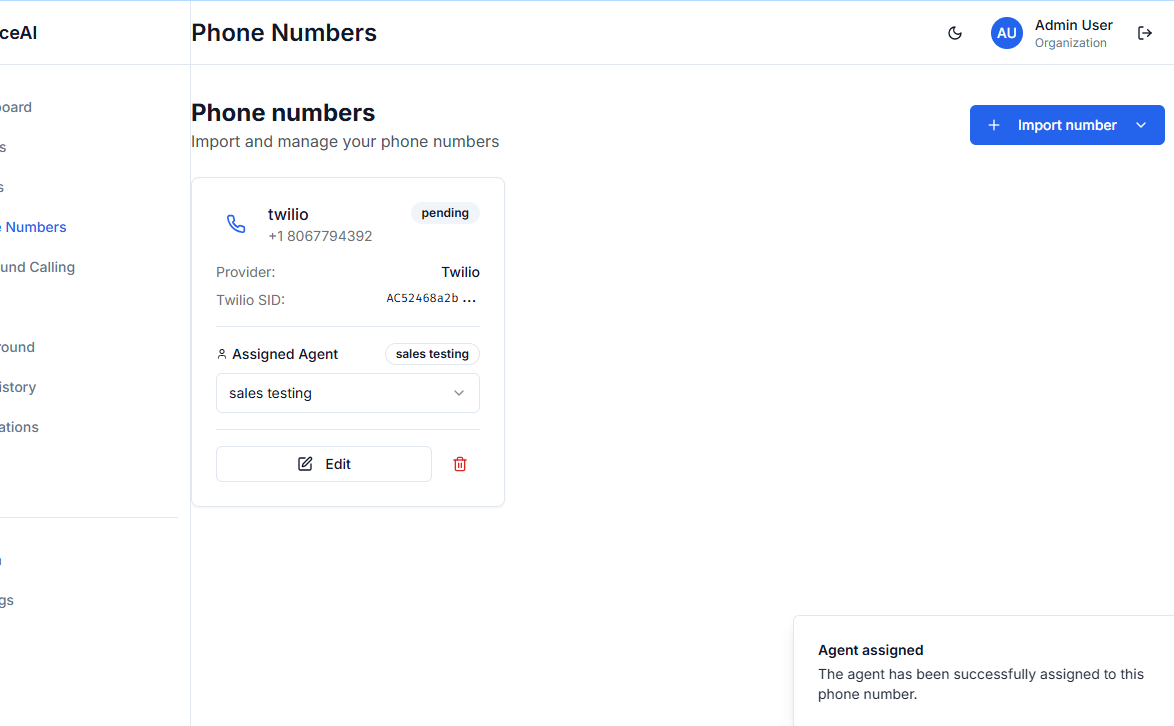 ceAI
Phone Numbers
AU
Admin User
Organization
oard
s
s
e Numbers
und Calling
ound
istory
ations
gs
Phone numbers
Import and manage your phone numbers
Import number
twilio
pending
+1 8067794392
Provider:
Twilio
Twilio SID:
AC52468a2b...
Assigned Agent
sales testing
sales testing
Edit
Agent assigned
The agent has been successfully assigned to this
phone number.